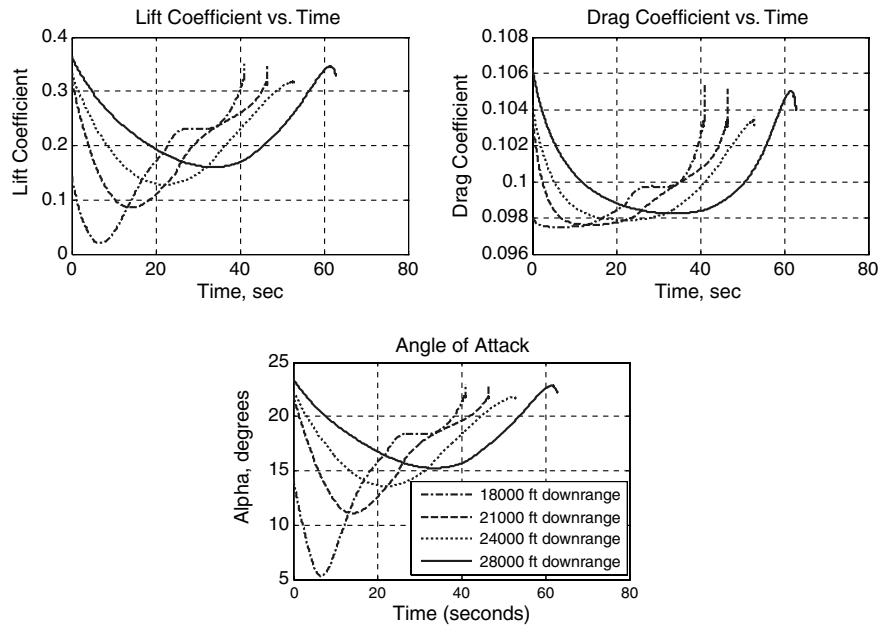 Lift Coefficient vs. Time
0.4
0.3
0.2
0.1
0
Lift Coefficient
0
20
40
60
80
Time, sec
Drag Coefficient vs. Time
0.108
0.106
0.104
0.102
0.1
0.098
0.096
Drag Coefficient
0
20
40
60
80
Time, sec
Angle of Attack
25
20
15
10
5
Alpha, degrees
18000 ft downrange
21000 ft downrange
24000 ft downrange
28000 ft downrange
0
20
40
60
80
Time (seconds)